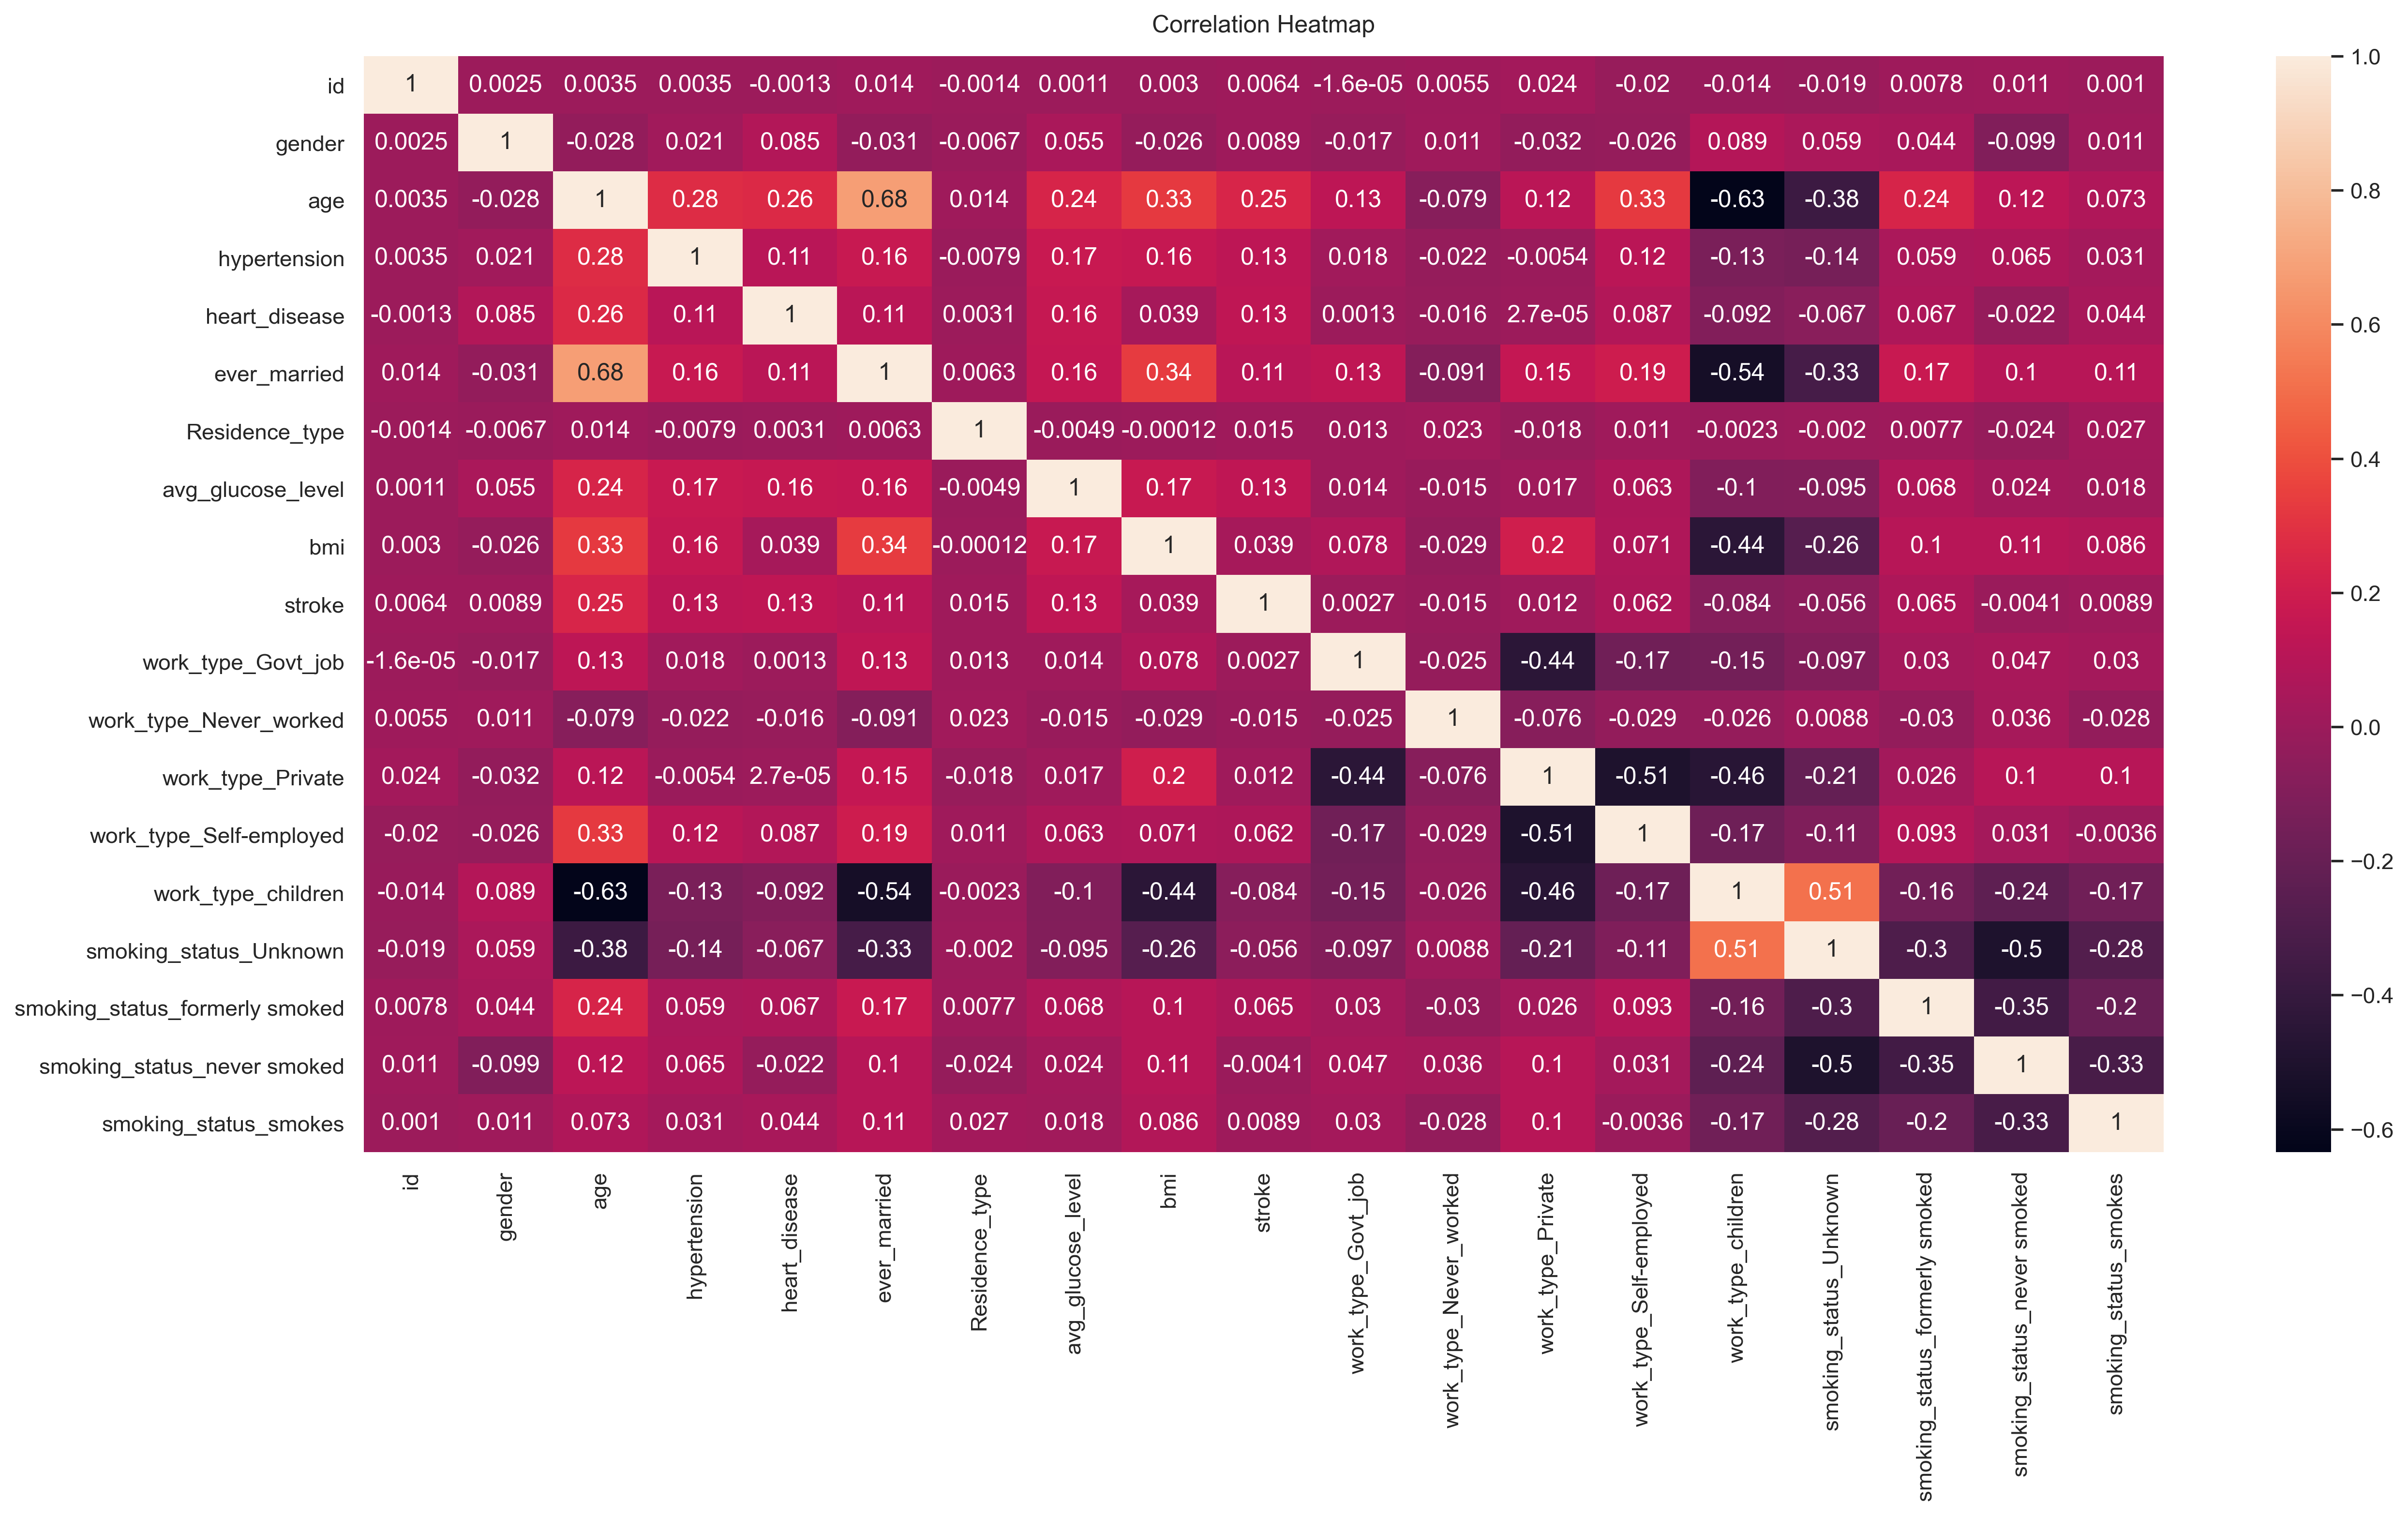 Correlation Heatmap
id 1 0.0025 0.0035 0.0035 -0.0013 0.014 -0.0014 0.0011 0.003 0.0064 -1.6e-05 0.0055 0.024 -0.02 -0.014 -0.019 0.0078 0.011 0.001
gender 0.0025 1 -0.028 0.021 0.085 -0.031 -0.0067 0.055 -0.026 0.0089 -0.017 0.011 -0.032 -0.026 0.089 0.059 0.044 -0.099 0.011
age 0.0035 -0.028 1 0.28 0.26 0.68 0.014 0.24 0.33 0.25 0.13 -0.079 0.12 0.33 -0.63 -0.38 0.24 0.12 0.073
hypertension 0.0035 0.021 0.28 1 0.11 0.16 -0.0079 0.17 0.16 0.13 0.018 -0.022 -0.0054 0.12 -0.13 -0.14 0.059 0.065 0.031
heart_disease -0.0013 0.085 0.26 0.11 1 0.11 0.0031 0.16 0.039 0.13 0.0013 -0.016 2.7e-05 0.087 -0.092 -0.067 0.067 -0.022 0.044
ever_married 0.014 -0.031 0.68 0.16 0.11 1 0.0063 0.16 0.34 0.11 0.13 -0.091 0.15 0.19 -0.54 -0.33 0.17 0.1 0.11
Residence_type -0.0014 -0.0067 0.014 -0.0079 0.0031 0.0063 1 -0.0049 -0.00012 0.015 0.013 0.023 -0.018 0.011 -0.0023 -0.002 0.0077 -0.024 0.027
avg_glucose_level 0.0011 0.055 0.24 0.17 0.16 0.16 -0.0049 1 0.17 0.13 0.014 -0.015 0.017 0.063 -0.1 -0.095 0.068 0.024 0.018
bmi 0.003 -0.026 0.33 0.16 0.039 0.34 -0.00012 0.17 1 0.039 0.078 -0.029 0.2 0.071 -0.44 -0.26 0.1 0.11 0.086
stroke 0.0064 0.0089 0.25 0.13 0.13 0.11 0.015 0.13 0.039 1 0.0027 -0.015 0.012 0.062 -0.084 -0.056 0.065 -0.0041 0.0089
work_type_Govt_job -1.6e-05 -0.017 0.13 0.018 0.0013 0.13 0.013 0.014 0.078 0.0027 1 -0.025 -0.44 -0.17 -0.15 -0.097 0.03 0.047 0.03
work_type_Never_worked 0.0055 0.011 -0.079 -0.022 -0.016 -0.091 0.023 -0.015 -0.029 -0.015 -0.025 1 -0.076 -0.029 -0.026 0.0088 -0.03 0.036 -0.028
work_type_Private 0.024 -0.032 0.12 -0.0054 2.7e-05 0.15 -0.018 0.017 0.2 0.012 -0.44 -0.076 1 -0.51 -0.46 -0.21 0.026 0.1 0.1
work_type_Self-employed -0.02 -0.026 0.33 0.12 0.087 0.19 0.011 0.063 0.071 0.062 -0.17 -0.029 -0.51 1 -0.17 -0.11 0.093 0.031 -0.0036
work_type_children -0.014 0.089 -0.63 -0.13 -0.092 -0.54 -0.0023 -0.1 -0.44 -0.084 -0.15 -0.026 -0.46 -0.17 1 0.51 -0.16 -0.24 -0.17
smoking_status_Unknown -0.019 0.059 -0.38 -0.14 -0.067 -0.33 -0.002 -0.095 -0.26 -0.056 -0.097 0.0088 -0.21 -0.11 0.51 1 -0.3 -0.5 -0.28
smoking_status_formerly smoked 0.0078 0.044 0.24 0.059 0.067 0.17 0.0077 0.068 0.1 0.065 0.03 -0.03 0.026 0.093 -0.16 -0.3 1 -0.35 -0.2
smoking_status_never smoked 0.011 -0.099 0.12 0.065 -0.022 0.1 -0.024 0.024 0.11 -0.0041 0.047 0.036 0.1 0.031 -0.24 -0.5 -0.35 1 -0.33
smoking_status_smokes 0.001 0.011 0.073 0.031 0.044 0.11 0.027 0.018 0.086 0.0089 0.03 -0.028 0.1 -0.0036 -0.17 -0.28 -0.2 -0.33 1
id
gender
age
hypertension
heart_disease
ever_married
Residence_type
avg_glucose_level
bmi
stroke
work_type_Govt_job
work_type_Never_worked
work_type_Private
work_type_Self-employed
work_type_children
smoking_status_Unknown
smoking_status_formerly smoked
smoking_status_never smoked
smoking_status_smokes
1.0
0.8
0.6
0.4
0.2
0.0
−0.2
−0.4
−0.6